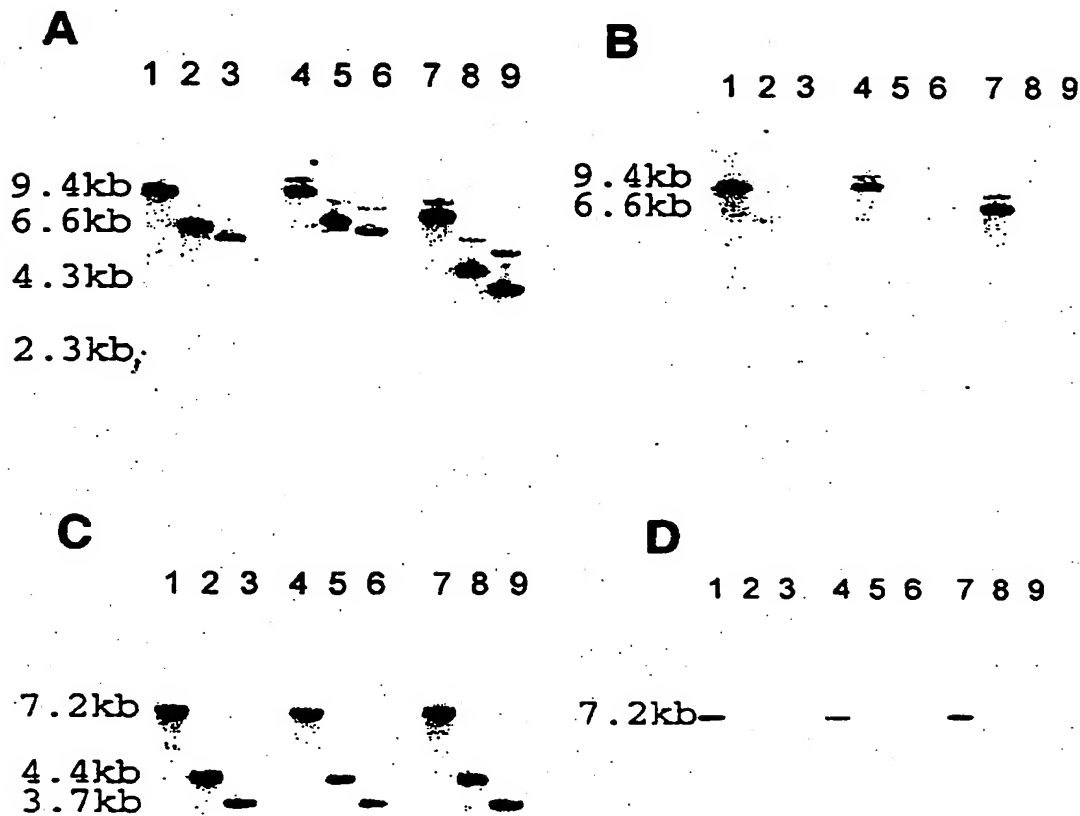 A
1 2 3 4 5 6 7 8 9
9.4kb
6.6kb
4.3kb
2.3kb
B
1 2 3 4 5 6 7 8 9
9.4kb
6.6kb
C
1 2 3 4 5 6 7 8 9
7.2kb
4.4kb
3.7kb
D
1 2 3 4 5 6 7 8 9
7.2kb